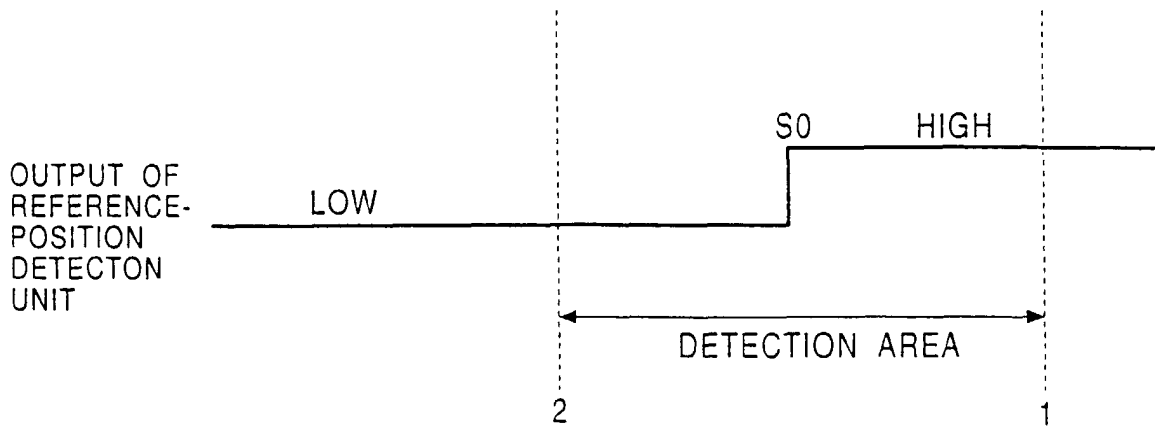 S0 HIGH
OUTPUT OF
REFERENCE-
POSITION
DETECTON
UNIT
LOW
DETECTION AREA
2 1